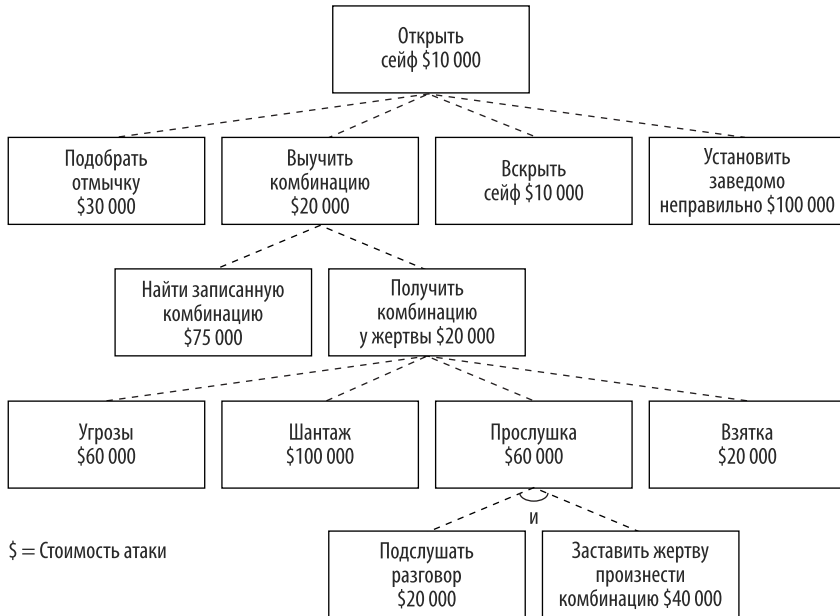 Открыть
сейф $10 000
Подобрать
отмычку
$30 000
Выучить
комбинацию
$20 000
Вскрыть
сейф $10 000
Установить
заведомо
неправильно $100 000
Найти записанную
комбинацию
$75 000
Получить
комбинацию
у жертвы $20 000
Угрозы
$60 000
Шантаж
$100 000
Прослушка
$60 000
Взятка
$20 000
и
$ = Стоимость атаки
Подслушать
разговор
$20 000
Заставить жертву
произнести
комбинацию $40 000